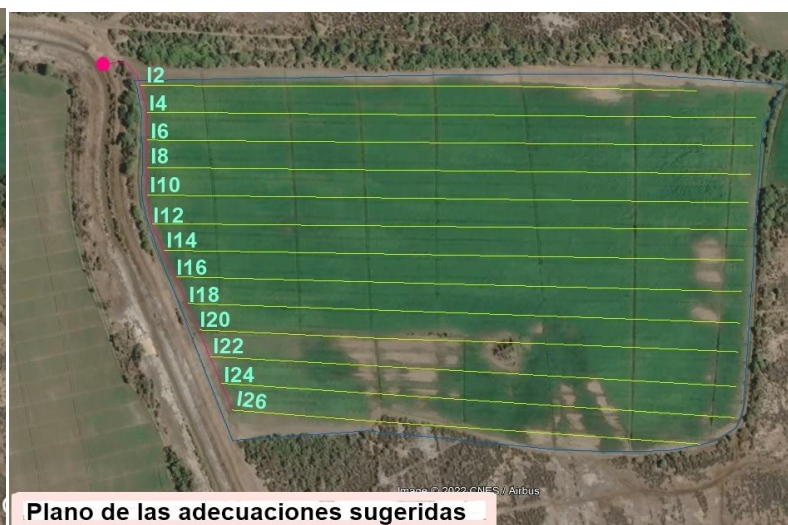 I2
I4
I6
I8
I10
I12
I14
I16
I18
I20
I22
I24
I26
Image © 2022 CNES / Airbus
Plano de las adecuaciones sugeridas